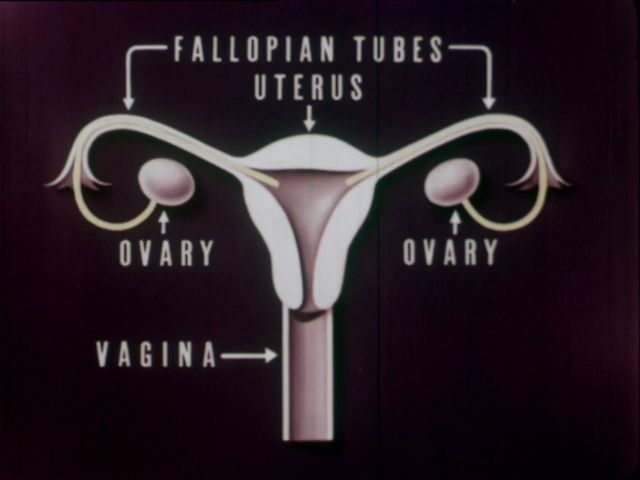 FALLOPIAN TUBES
UTERUS
OVARY
OVARY
VAGINA